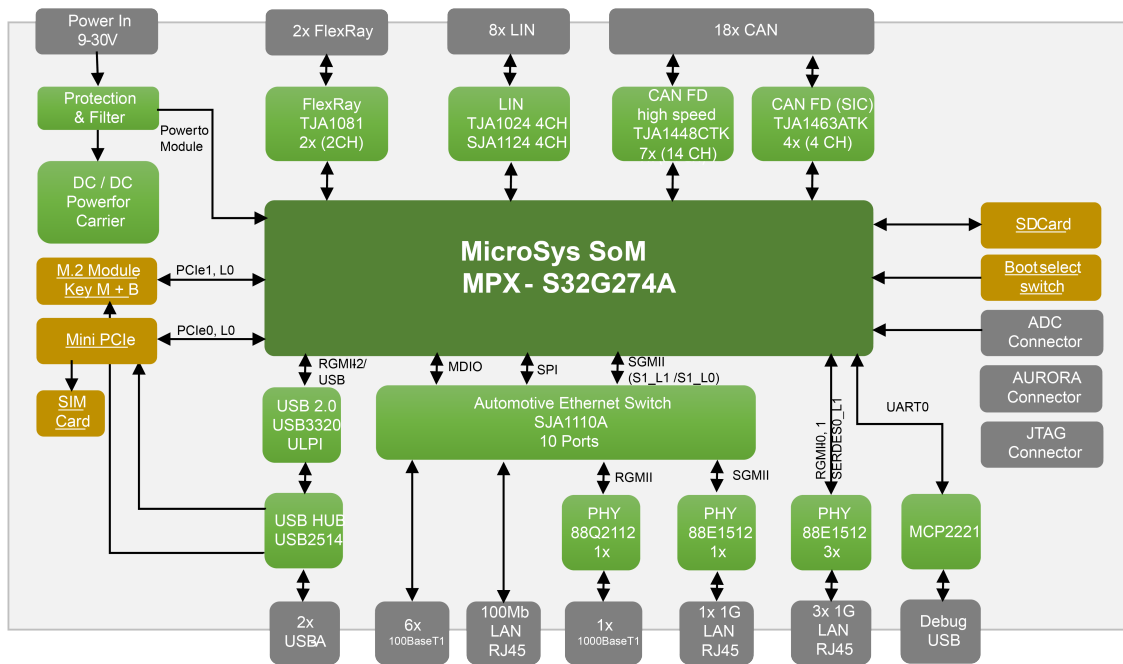 Power In
9-30V
2x FlexRay
8x LIN
18x CAN
Protection
& Filter
FlexRay
TJA1081
2x (2CH)
LIN
TJA1024 4CH
SJA1124 4CH
CAN FD
high speed
TJA1448CTK
7x (14 CH)
CAN FD (SIC)
TJA1463ATK
4x (4 CH)
Powerto
Module
DC / DC
Powerfor
Carrier
MicroSys SoM
MPX - S32G274A
SDCard
Bootselect
switch
ADC
Connector
AURORA
Connector
JTAG
Connector
M.2 Module
Key M + B
PCIe1, L0
Mini PCIe
PCIe0, L0
SIM
Card
RGMII-2/
USB
MDIO
SPI
SGMII
(S1_L1 /S1_L0)
USB 2.0
USB3320
ULPI
Automotive Ethernet Switch
SJA1110A
10 Ports
RGMII-0, 1
SERDES0_L1
UART0
RGMII
SGMII
USB HUB
USB2514
PHY
88Q2112
1x
PHY
88E1512
1x
PHY
88E1512
3x
MCP2221
2x
USB-A
6x
100BaseT1
100Mb
LAN
RJ45
1x
1000BaseT1
1x 1G
LAN
RJ45
3x 1G
LAN
RJ45
Debug
USB